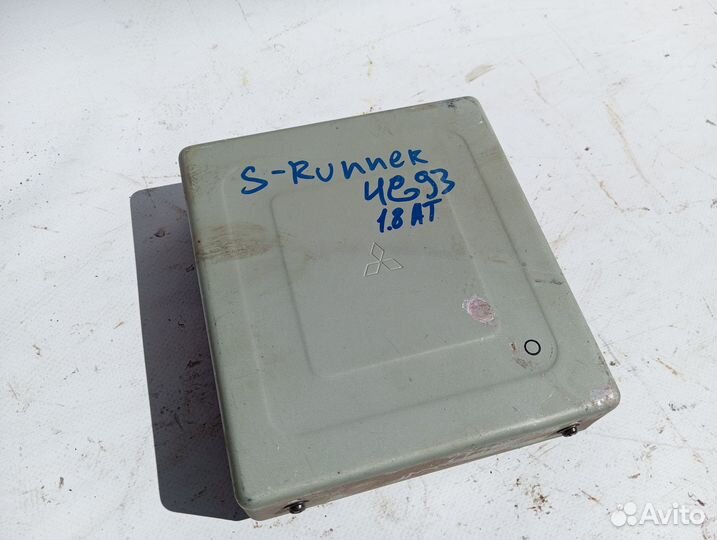 S-Runner
4G93
1.8 AT
Avito